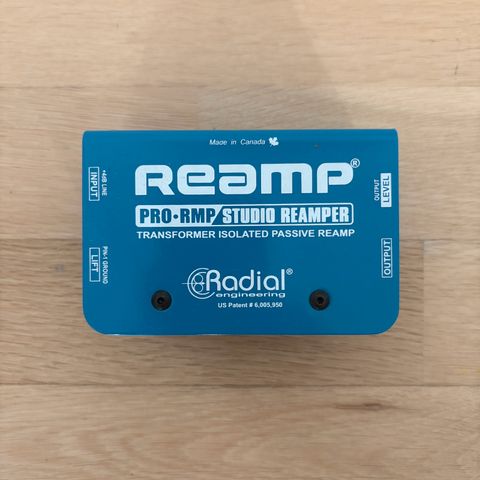 Made in Canada
REAMP®
PRO•RMP STUDIO REAMPER
TRANSFORMER ISOLATED PASSIVE REAMP
Radial®
engineering
US Patent # 6,005,950
+4dB LINE
INPUT
PIN-1 GROUND
LIFT
OUTPUT
LEVEL
OUTPUT